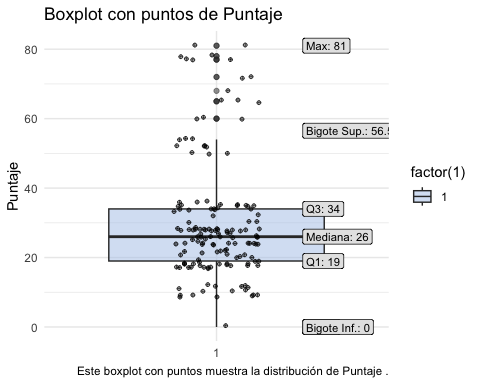 Boxplot con puntos de Puntaje
80
60
40
20
0
Puntaje
Max: 81
Bigote Sup.: 56.5
Q3: 34
Mediana: 26
Q1: 19
Bigote Inf.: 0
factor(1)
1
1
Este boxplot con puntos muestra la distribución de Puntaje .